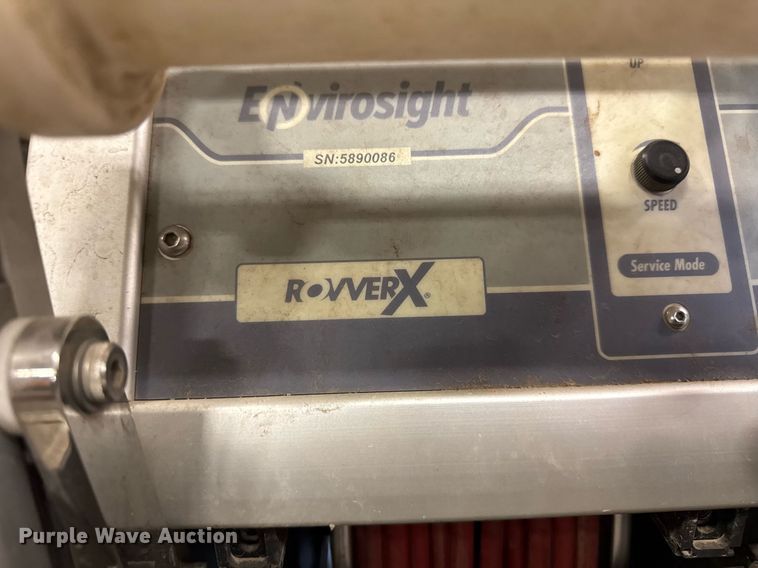 UP
Envirosight
SN:5890086
SPEED
ROVVERX®
Service Mode
Purple Wave Auction